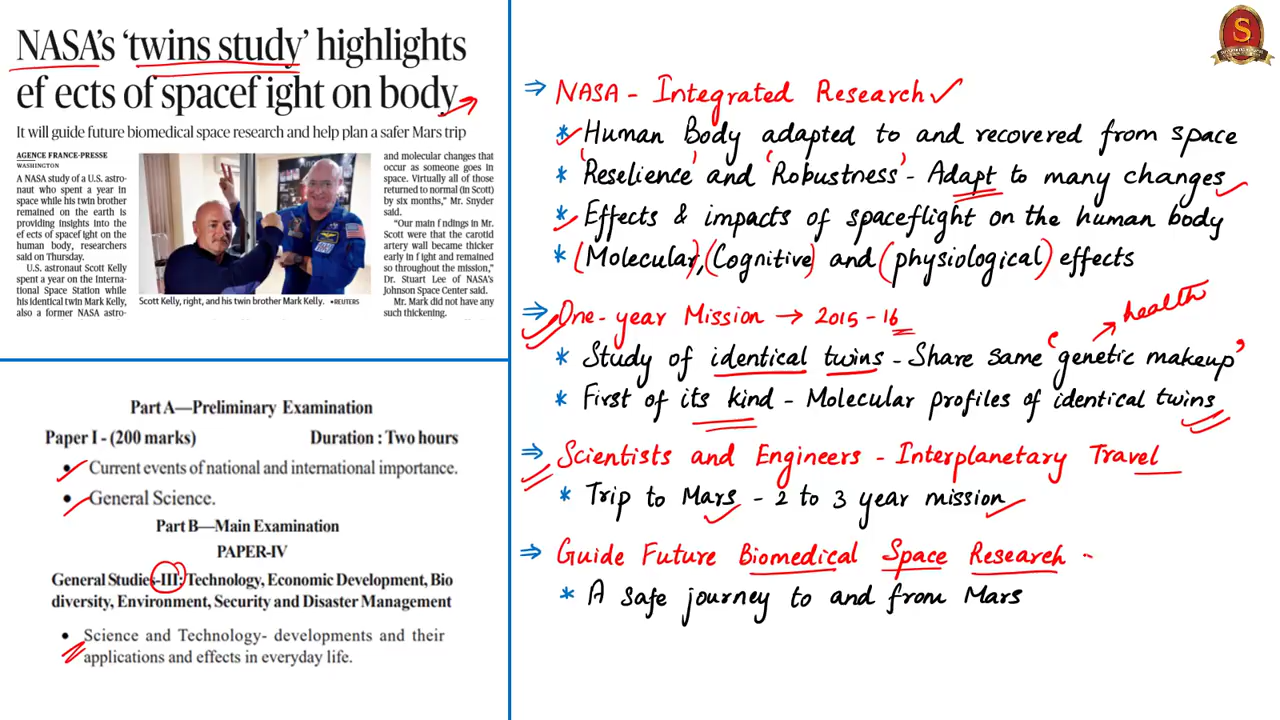 NASA's 'twins study' highlights
ef ects of spacef ight on body
It will guide future biomedical space research and help plan a safer Mars trip
AGENCE FRANCE-PRESSE
WASHINGTON
A NASA study of a U.S. astro-
naut who spent a year in
space while his twin brother
remained on the earth is
providing insights into the
ef ects of space ight on the
human body, researchers
said on Thursday.
U.S. astronaut Scott Kelly
spent a year on the Interna-
tional Space Station while
his identical twin Mark Kelly,
also a former NASA astro-
Scott Kelly, right, and his twin brother Mark Kelly. •REUTERS
and molecular changes that
occur as someone goes in
space. Virtually all of those
returned to normal (in Scott)
by six months," Mr. Snyder
said.
"Our main f ndings in Mr.
Scott were that the carotid
artery wall became thicker
early in f ight and remained
so throughout the mission,"
Dr. Stuart Lee of NASA's
Johnson Space Center said.
Mr. Mark did not have any
such thickening.
Part A—Preliminary Examination
Paper I - (200 marks) Duration : Two hours
• Current events of national and international importance.
• General Science.
Part B—Main Examination
PAPER-IV
General Studies-III: Technology, Economic Development, Bio
diversity, Environment, Security and Disaster Management
• Science and Technology- developments and their
applications and effects in everyday life.
S
⇒ NASA - Integrated Research ✓
* Human Body adapted to and recovered from space
* 'Reselience' and 'Robustness' - Adapt to many changes
* Effects & impacts of spaceflight on the human body
* (Molecular), (Cognitive) and (physiological) effects
⇒ One-year Mission → 2015-16
health
* Study of identical twins - Share same 'genetic makeup'
* First of its kind - Molecular profiles of identical twins
⇒ Scientists and Engineers - Interplanetary Travel
* Trip to Mars - 2 to 3 year mission
⇒ Guide Future Biomedical Space Research -
* A safe journey to and from Mars